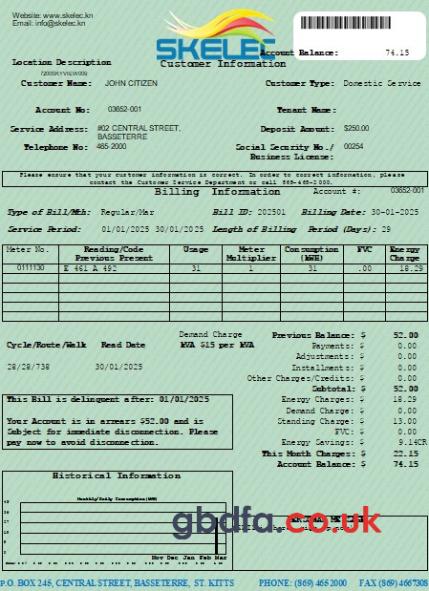 Website: www.skelec.kn
Email: info@skelec.kn
SKELEC
Account Balance: 74.15
Location Description
Customer Information
Customer Name: JOHN CITIZEN
Customer Type: Domestic Service
Account No: 03652-001
Tenant Name:
Service Address: #02 CENTRAL STREET,
BASSETERRE
Deposit Amount: $250.00
Telephone No: 465-2000
Social Security No./ 00254
Business License:
Please ensure that your customer information is correct. In order to correct information, please
contact the Customer Service Department or call 869-465-2000.
Billing Information
Account #: 03652-001
Type of Bill/Mth: Regular/Mar
Bill ID: 202501
Billing Date: 30-01-2025
Service Period: 01/01/2025 30/01/2025
Length of Billing Period (Days): 29
Meter No. Reading/Code Usage Meter Consumption FVC Energy
Previous Present Multiplier (KWH) Charge
0111130 E 461 A 492 31 1 31 .00 18.29
Demand Charge
KVA $15 per KVA
Previous Balance: $ 52.00
Payments: $ 0.00
Adjustments: $ 0.00
Cycle/Route/Walk Read Date
28/28/738 30/01/2025
Installments: $ 0.00
Other Charges/Credits: $ 0.00
Subtotal: $ 52.00
This Bill is delinquent after: 01/01/2025
Your Account is in arrears $52.00 and is
Subject for immediate disconnection. Please
pay now to avoid disconnection.
Energy Charges: $ 18.29
Demand Charge: $ 0.00
Standing Charge: $ 13.00
FVC: $ 0.00
Energy Savings: $ 9.14CR
This Month Charges: $ 22.15
Account Balance: $ 74.15
Historical Information
Monthly/Daily Consumption(KWH)
Nov Dec Jan Feb Mar
gbdfa.co.uk
P.O. BOX 245, CENTRAL STREET, BASSETERRE, ST. KITTS PHONE: (869) 465 2000 FAX (869) 4667308